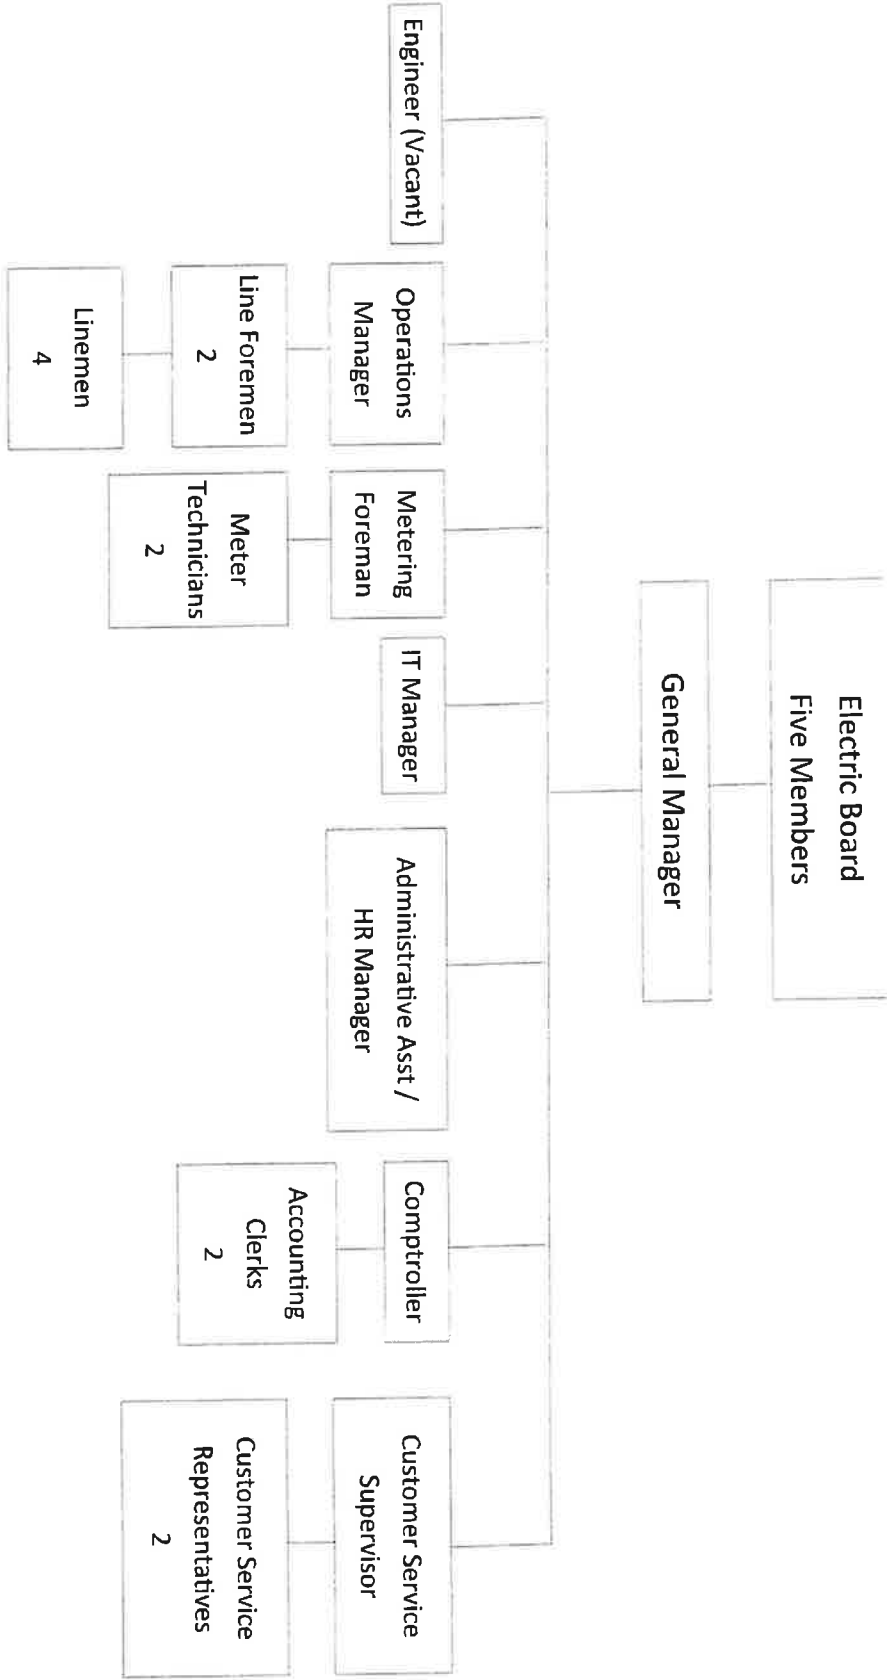 Electric Board
Five Members
General Manager
Engineer (Vacant)
Operations
Manager
Line Foremen
2
Linemen
4
Metering
Foreman
Meter
Technicians
2
IT Manager
Administrative Asst /
HR Manager
Comptroller
Accounting
Clerks
2
Customer Service
Supervisor
Customer Service
Representatives
2